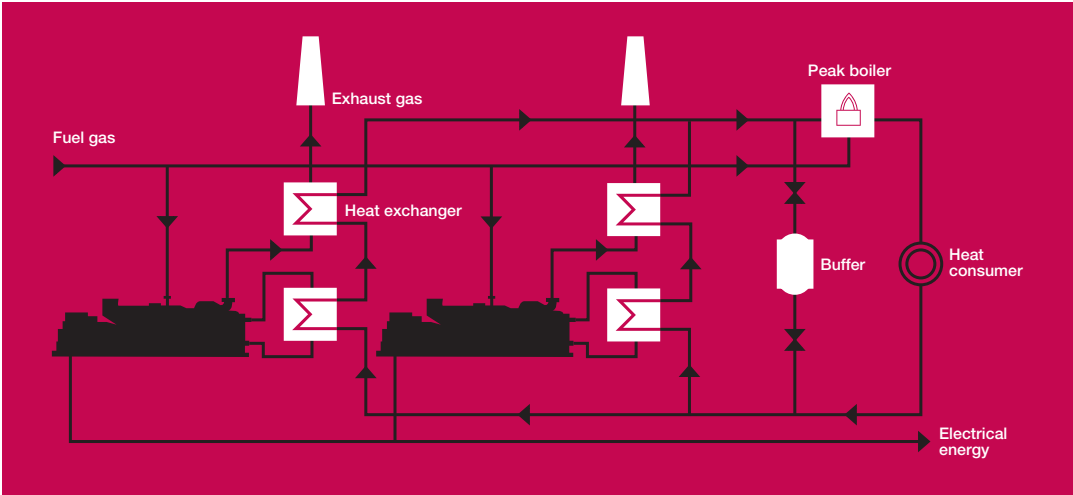 Peak boiler
Exhaust gas
Fuel gas
Heat exchanger
Buffer
Heat
consumer
Electrical
energy